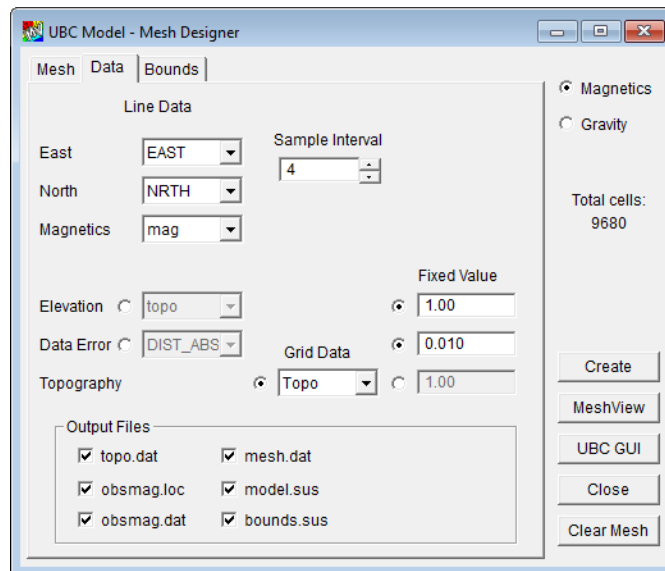 UBC Model - Mesh Designer
Mesh Data Bounds
Line Data
East EAST
North NRTH
Magnetics mag
Sample Interval
4
Fixed Value
Elevation topo 1.00
Data Error DIST_ABS 0.010
Grid Data
Topography Topo 1.00
Output Files
topo.dat mesh.dat
obsmag.loc model.sus
obsmag.dat bounds.sus
Magnetics
Gravity
Total cells:
9680
Create
MeshView
UBC GUI
Close
Clear Mesh